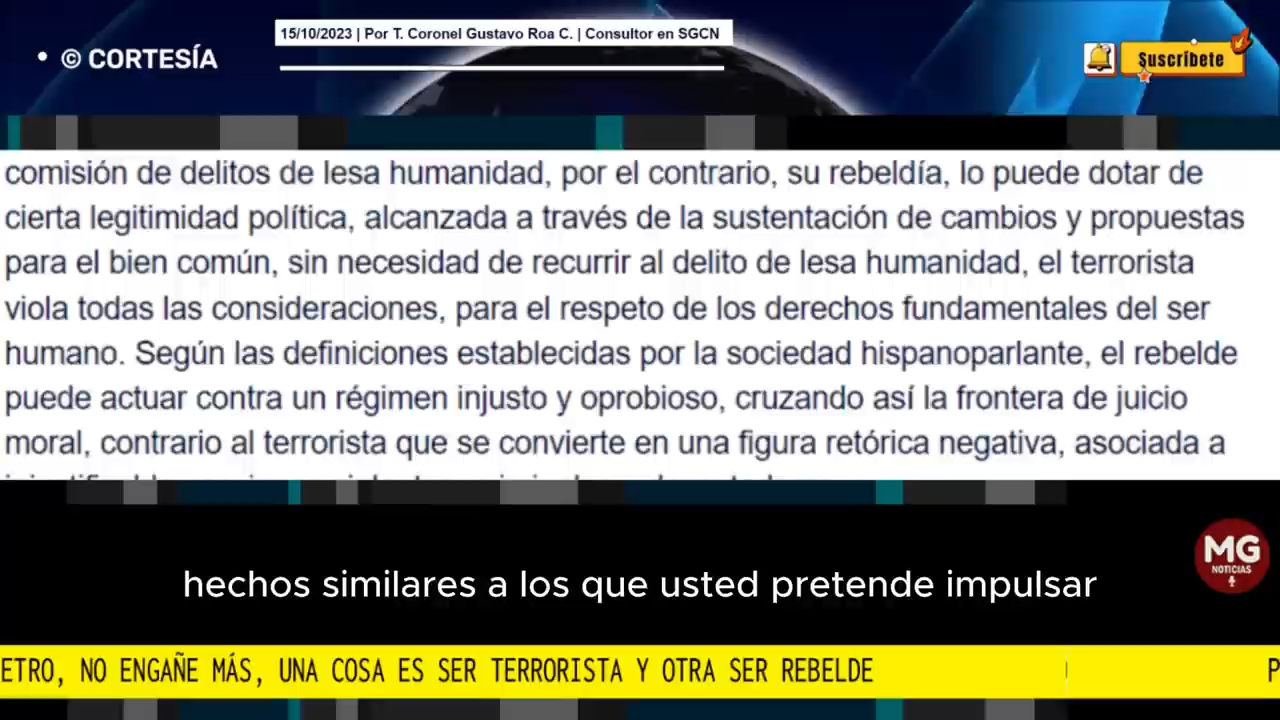 15/10/2023 | Por T. Coronel Gustavo Roa C. | Consultor en SGCN
• © CORTESÍA
Suscríbete
comisión de delitos de lesa humanidad, por el contrario, su rebeldía, lo puede dotar de
cierta legitimidad política, alcanzada a través de la sustentación de cambios y propuestas
para el bien común, sin necesidad de recurrir al delito de lesa humanidad, el terrorista
viola todas las consideraciones, para el respeto de los derechos fundamentales del ser
humano. Según las definiciones establecidas por la sociedad hispanoparlante, el rebelde
puede actuar contra un régimen injusto y oprobioso, cruzando así la frontera de juicio
moral, contrario al terrorista que se convierte en una figura retórica negativa, asociada a
MG
NOTICIAS
hechos similares a los que usted pretende impulsar
ETRO, NO ENGAÑE MÁS, UNA COSA ES SER TERRORISTA Y OTRA SER REBELDE
P